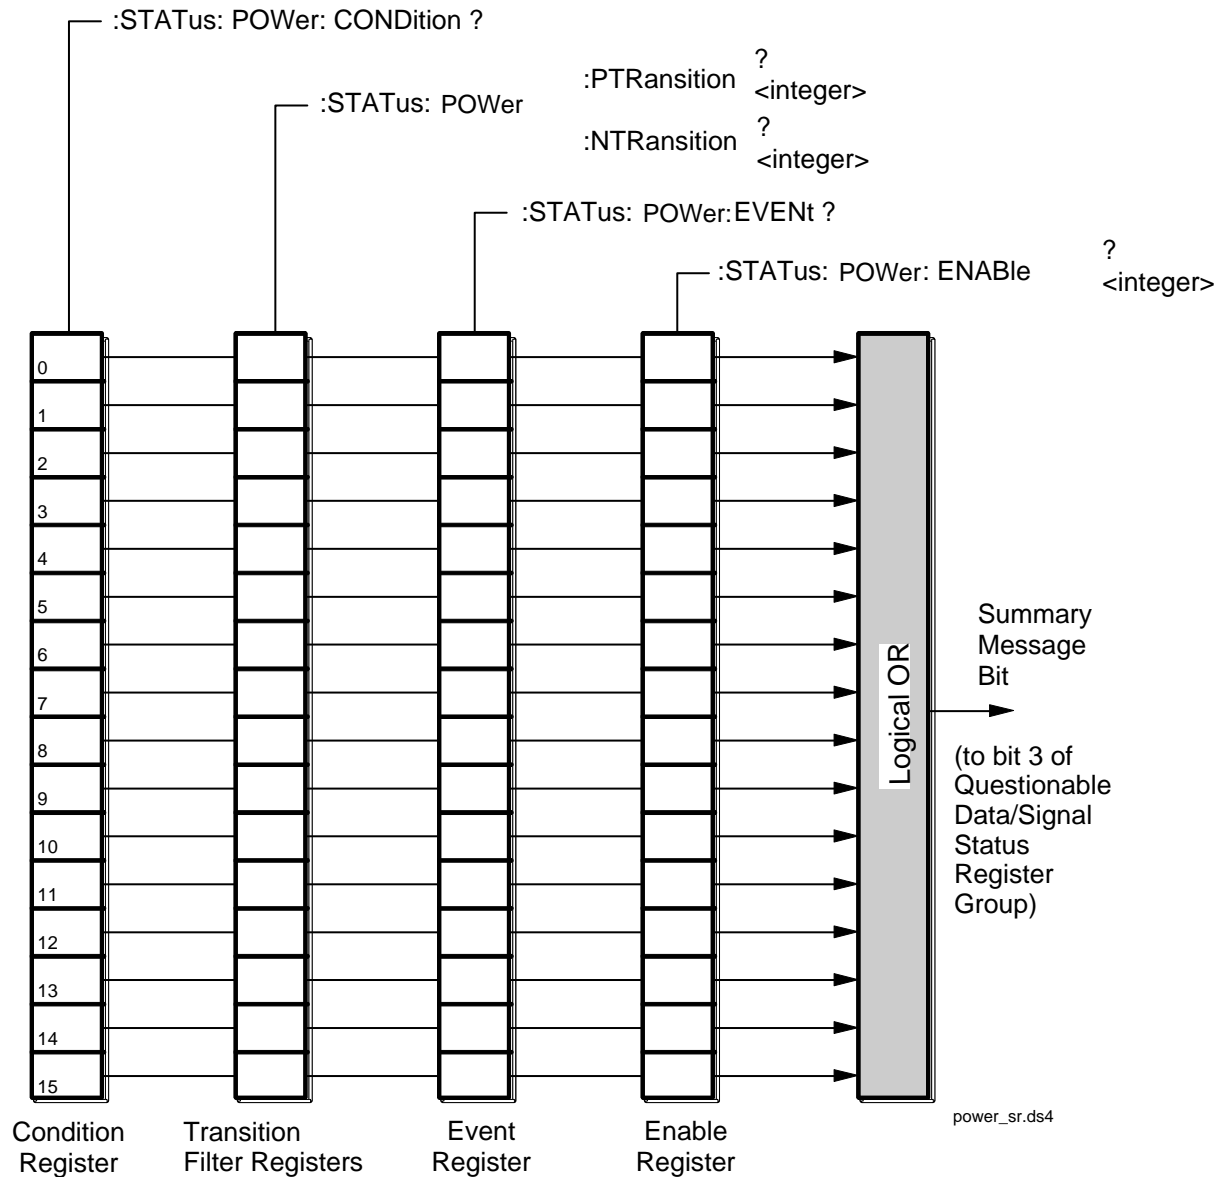 :STATus: POWer: CONDition ?
:STATus: POWer
:PTRansition
?
<integer>
:NTRansition
?
<integer>
:STATus: POWer:EVENt ?
:STATus: POWer: ENABle
?
<integer>
0
1
2
3
4
5
6
7
8
9
10
11
12
13
14
15
Logical OR
Summary
Message
Bit
(to bit 3 of
Questionable
Data/Signal
Status
Register
Group)
power_sr.ds4
Condition
Register
Transition
Filter Registers
Event
Register
Enable
Register